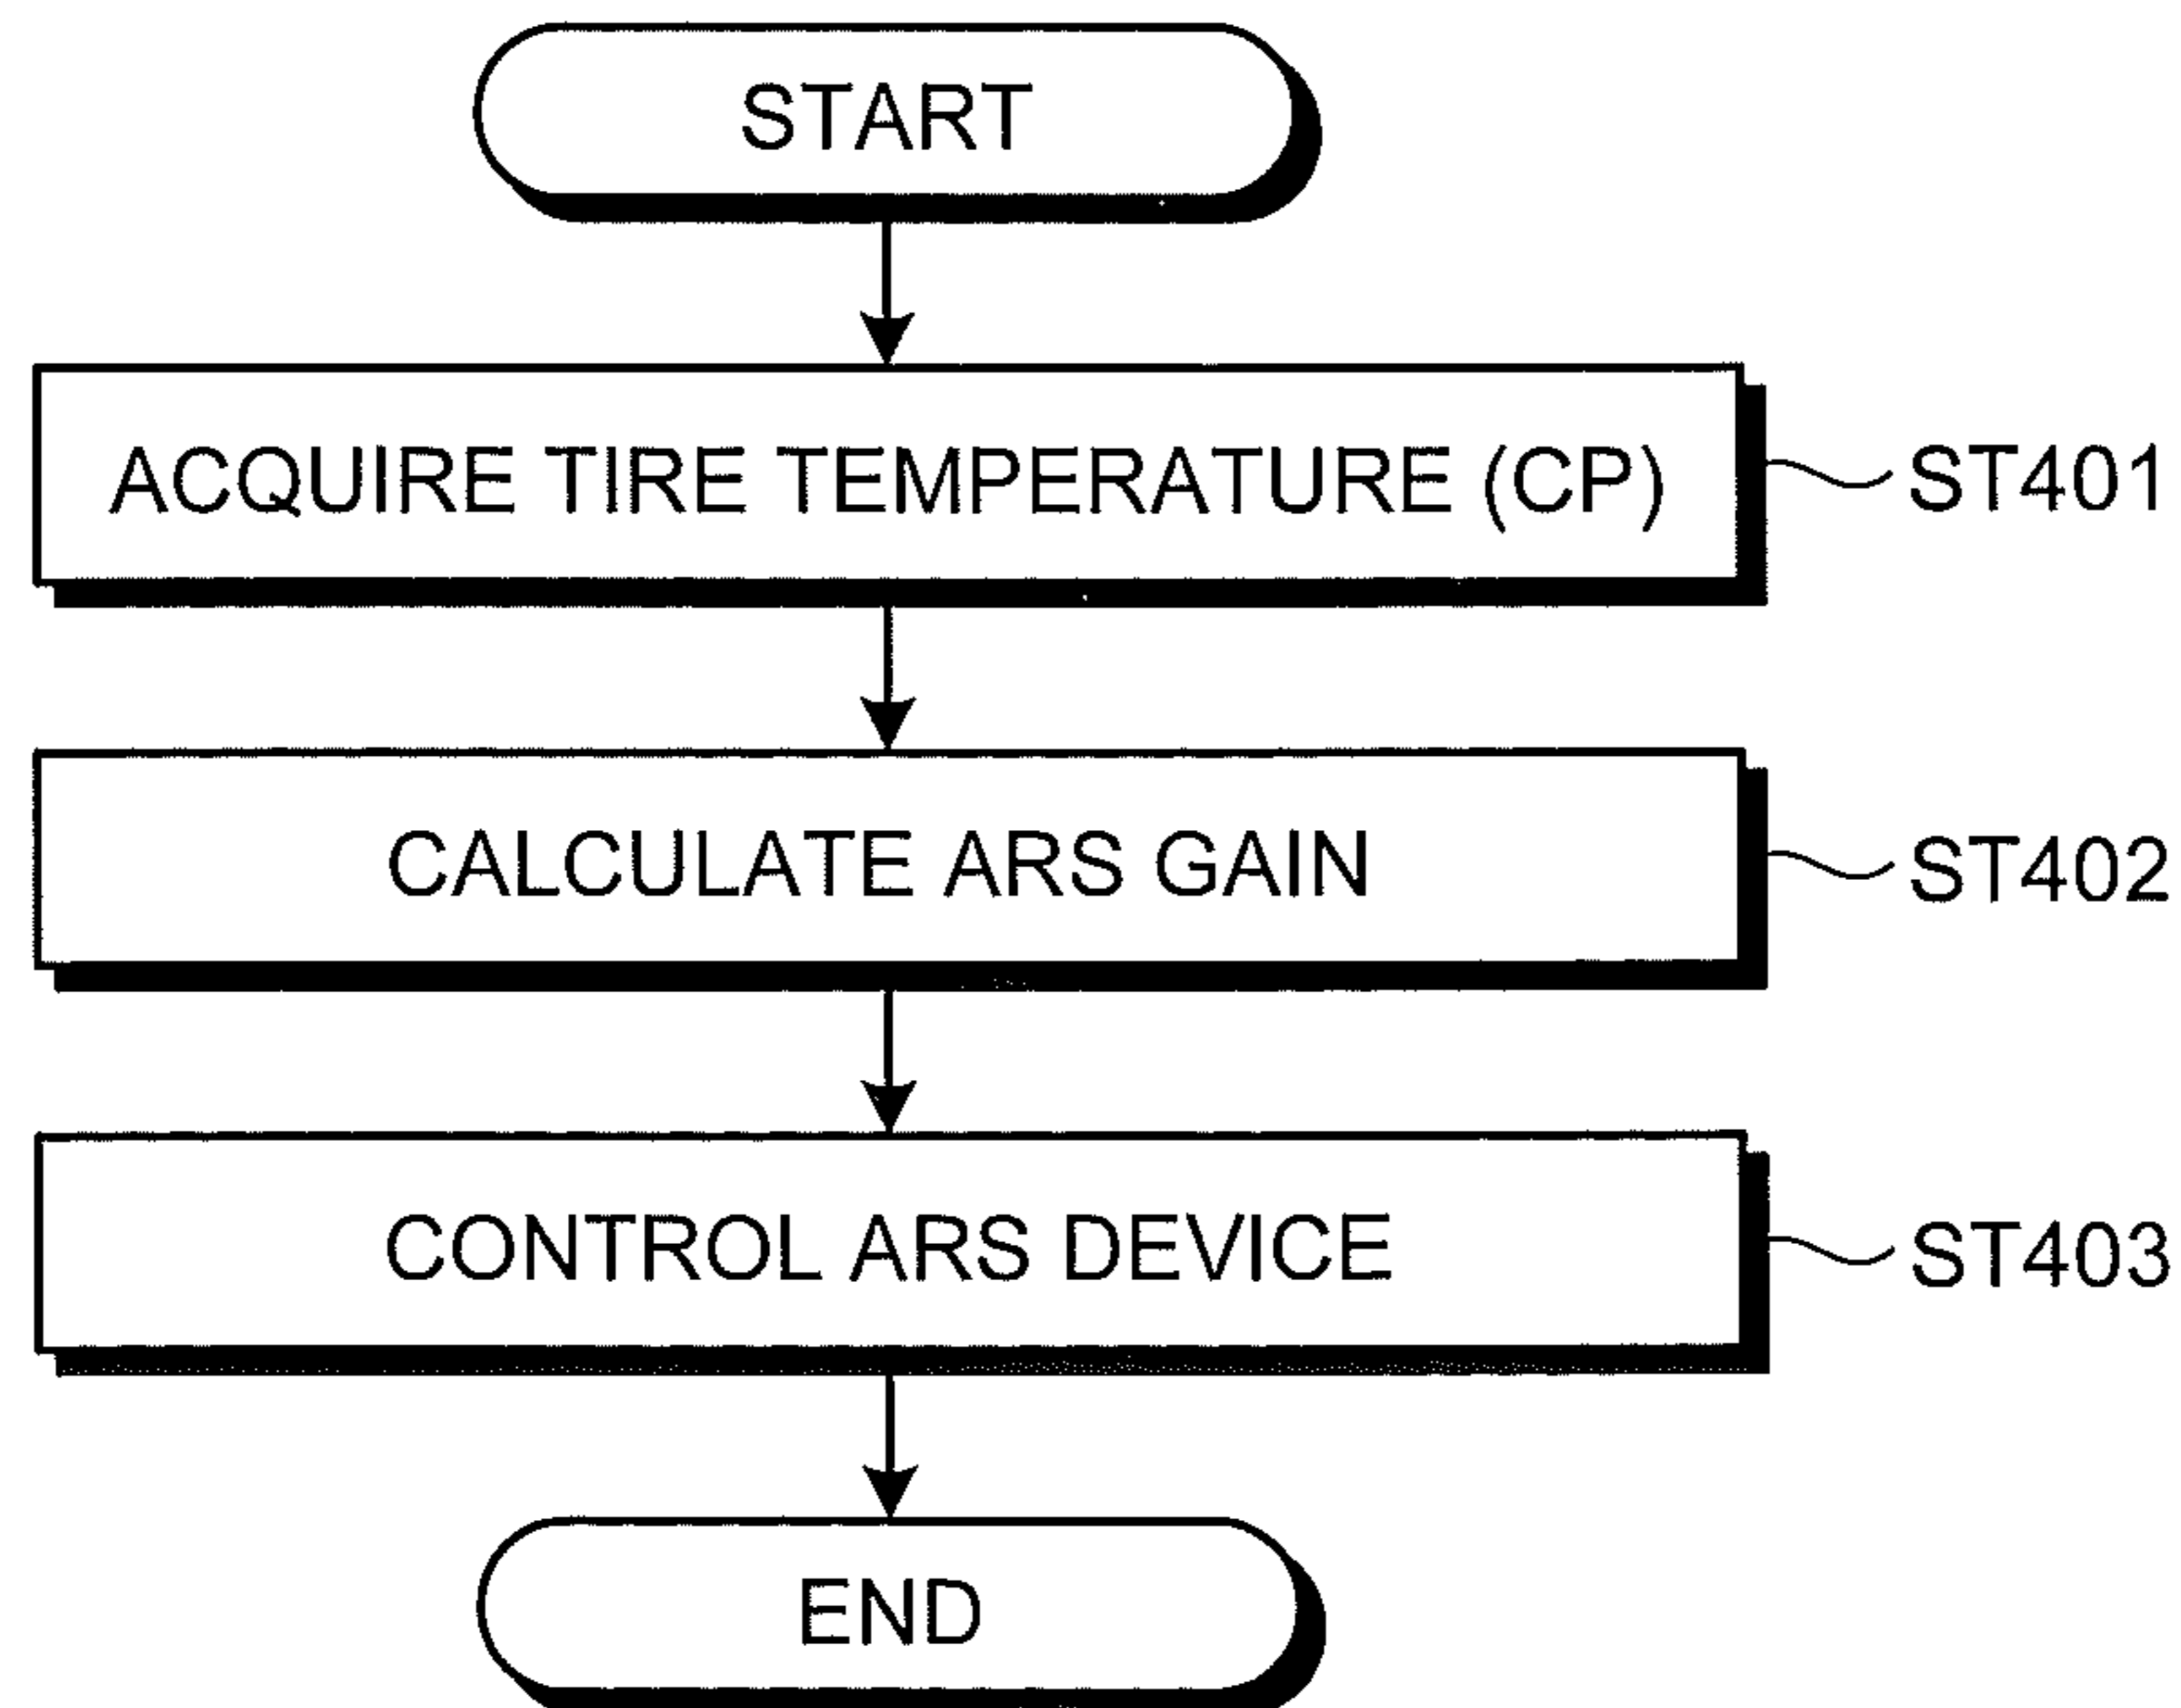 START
ACQUIRE TIRE TEMPERATURE (CP)
ST401
CALCULATE ARS GAIN
ST402
CONTROL ARS DEVICE
ST403
END